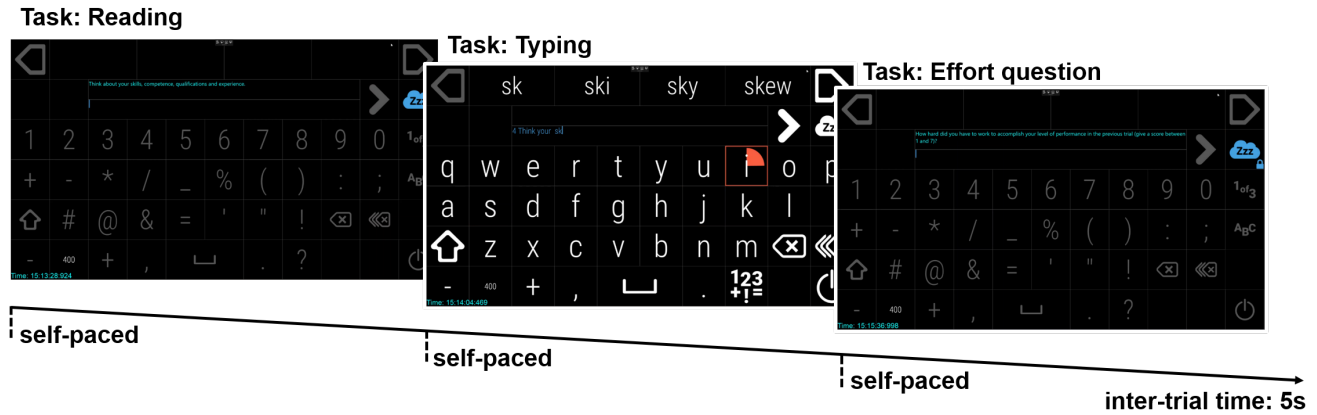 Task: Reading
Think about your skills, competence, qualifications and experience.
1 2 3 4 5 6 7 8 9 0 1of
+ - * / _ % ( ) : ; AB
# @ & = ' " !
- 400 + , . ?
Time: 15:13:28:924
self-paced
Task: Typing
sk ski sky skew
4 Think your sk
Zz
q w e r t y u i o p
a s d f g h j k l
z x c v b n m
- 400 + , . 123
+!=
Time: 15:14:04:469
self-paced
Task: Effort question
How hard did you have to work to accomplish your level of performance in the previous trial (give a score between
1 and 7)?
Zzz
1 2 3 4 5 6 7 8 9 0 1of3
+ - * / _ % ( ) : ; ABC
# @ & = ' " !
- 400 + , . ?
Time: 15:15:36:998
self-paced
inter-trial time: 5s